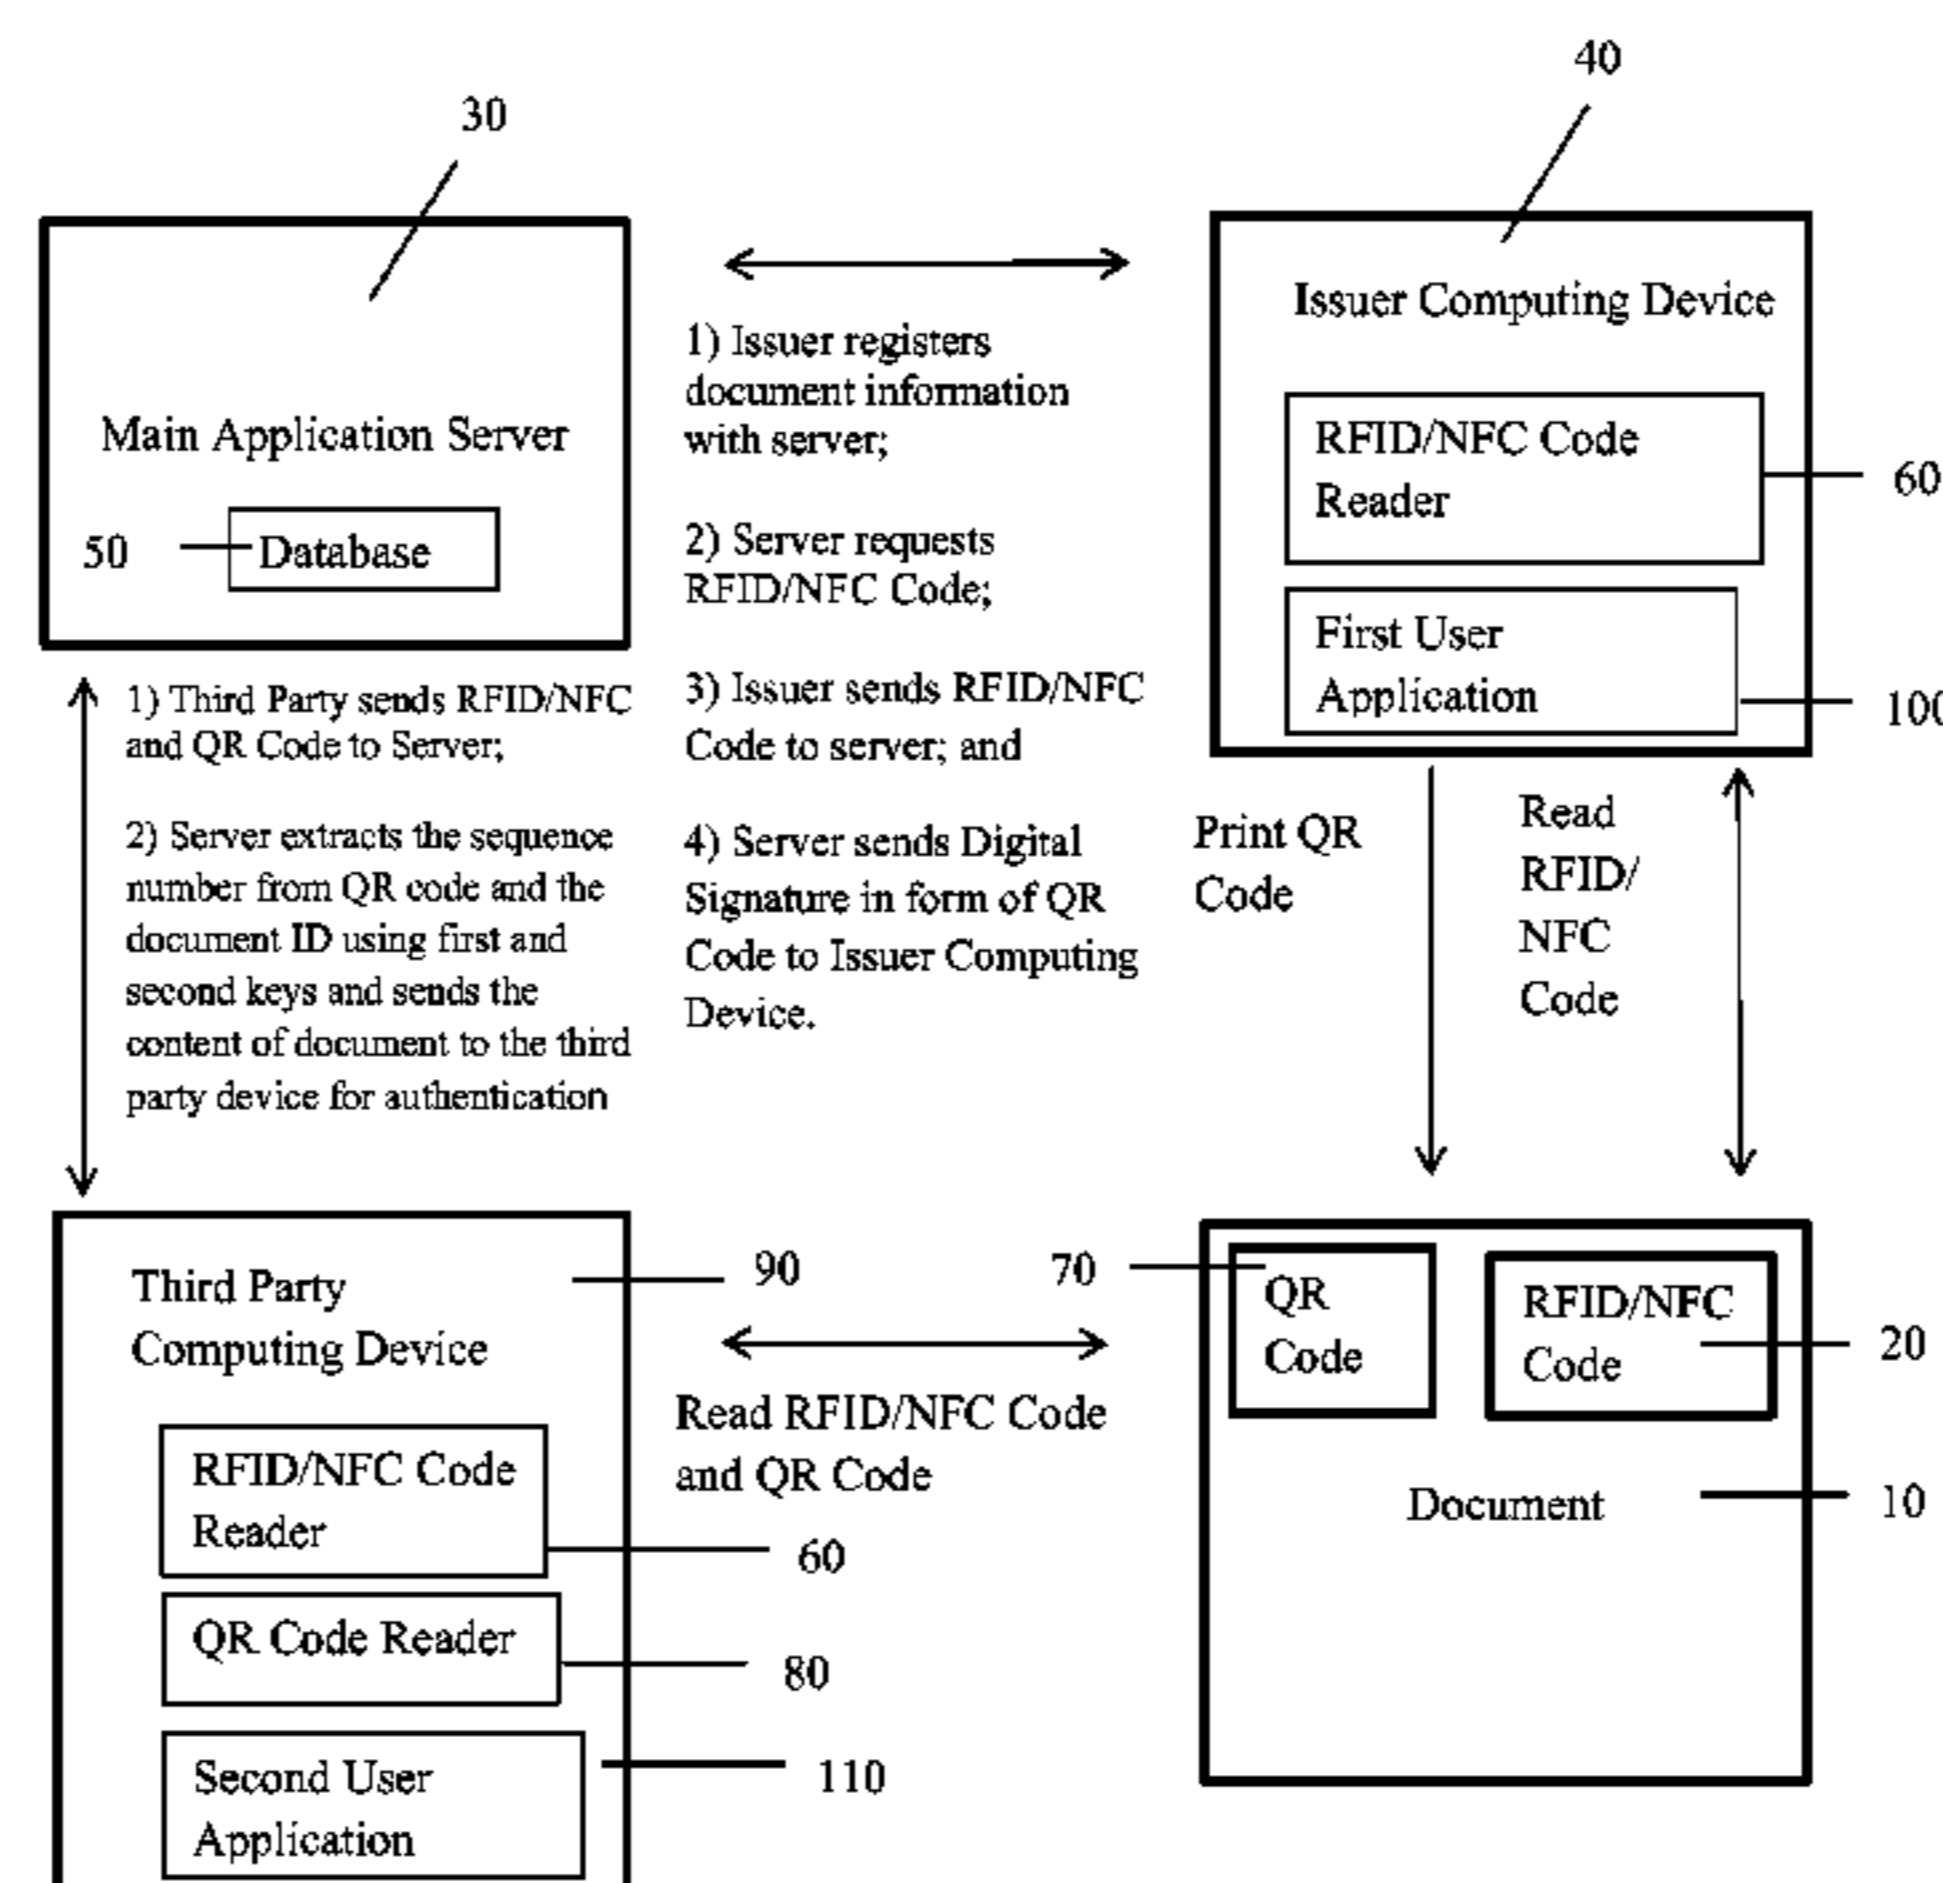 40
30
Issuer Computing Device
RFID/NFC Code
Reader
60
First User
Application
100
Main Application Server
50
Database
1) Issuer registers
document information
with server;
2) Server requests
RFID/NFC Code;
3) Issuer sends RFID/NFC
Code to server; and
4) Server sends Digital
Signature in form of QR
Code to Issuer Computing
Device.
1) Third Party sends RFID/NFC
and QR Code to Server;
2) Server extracts the sequence
number from QR code and the
document ID using first and
second keys and sends the
content of document to the third
party device for authentication
Print QR
Code
Read
RFID/
NFC
Code
Third Party
Computing Device
90
RFID/NFC Code
Reader
60
QR Code Reader
80
Second User
Application
110
Read RFID/NFC Code
and QR Code
70
QR
Code
RFID/NFC
Code
20
Document
10